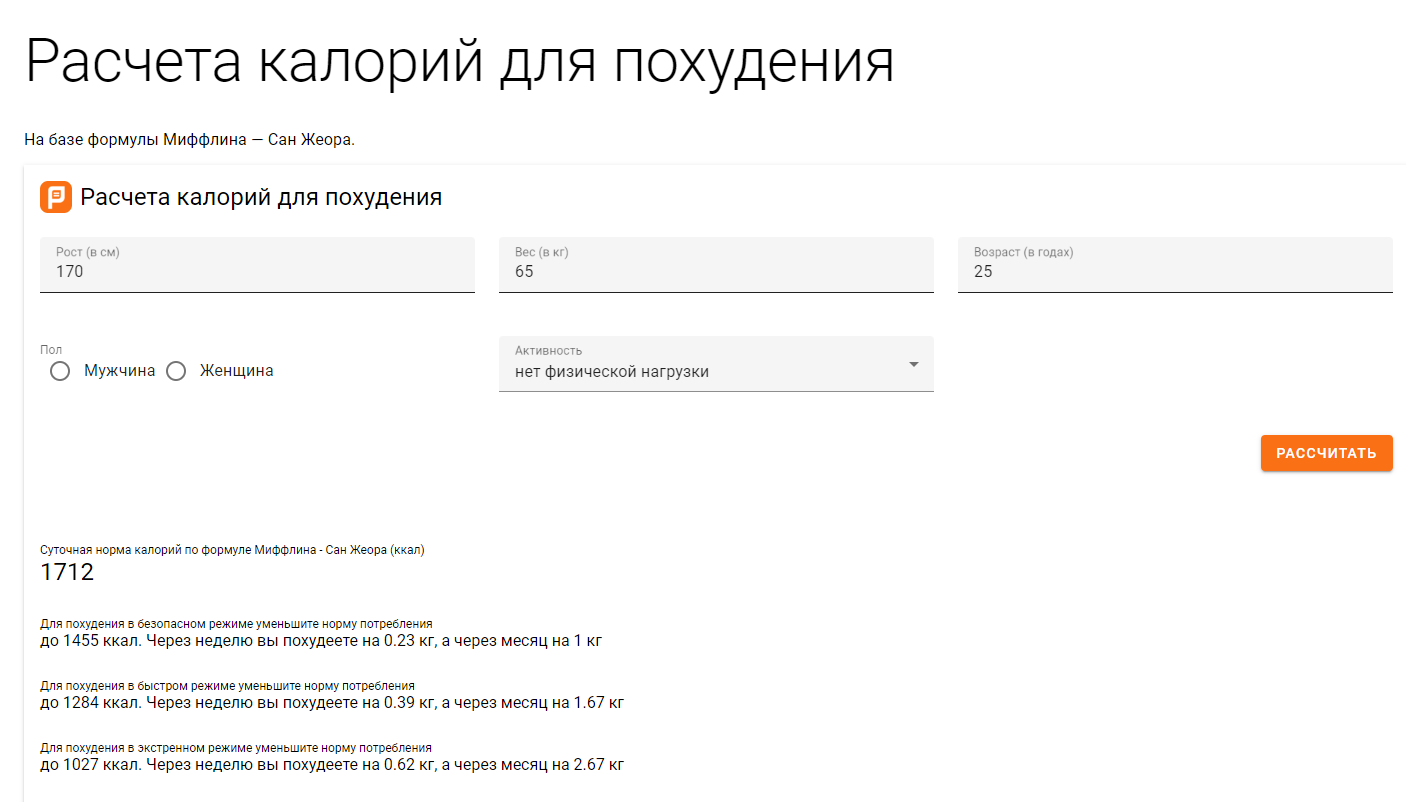 Расчета калорий для похудения
На базе формулы Миффлина — Сан Жеора.
Расчета калорий для похудения
Рост (в см)
170
Вес (в кг)
65
Возраст (в годах)
25
Пол
Мужчина
Женщина
Активность
нет физической нагрузки
РАССЧИТАТЬ
Суточная норма калорий по формуле Миффлина - Сан Жеора (ккал)
1712
Для похудения в безопасном режиме уменьшите норму потребления
до 1455 ккал. Через неделю вы похудеете на 0.23 кг, а через месяц на 1 кг
Для похудения в быстром режиме уменьшите норму потребления
до 1284 ккал. Через неделю вы похудеете на 0.39 кг, а через месяц на 1.67 кг
Для похудения в экстренном режиме уменьшите норму потребления
до 1027 ккал. Через неделю вы похудеете на 0.62 кг, а через месяц на 2.67 кг